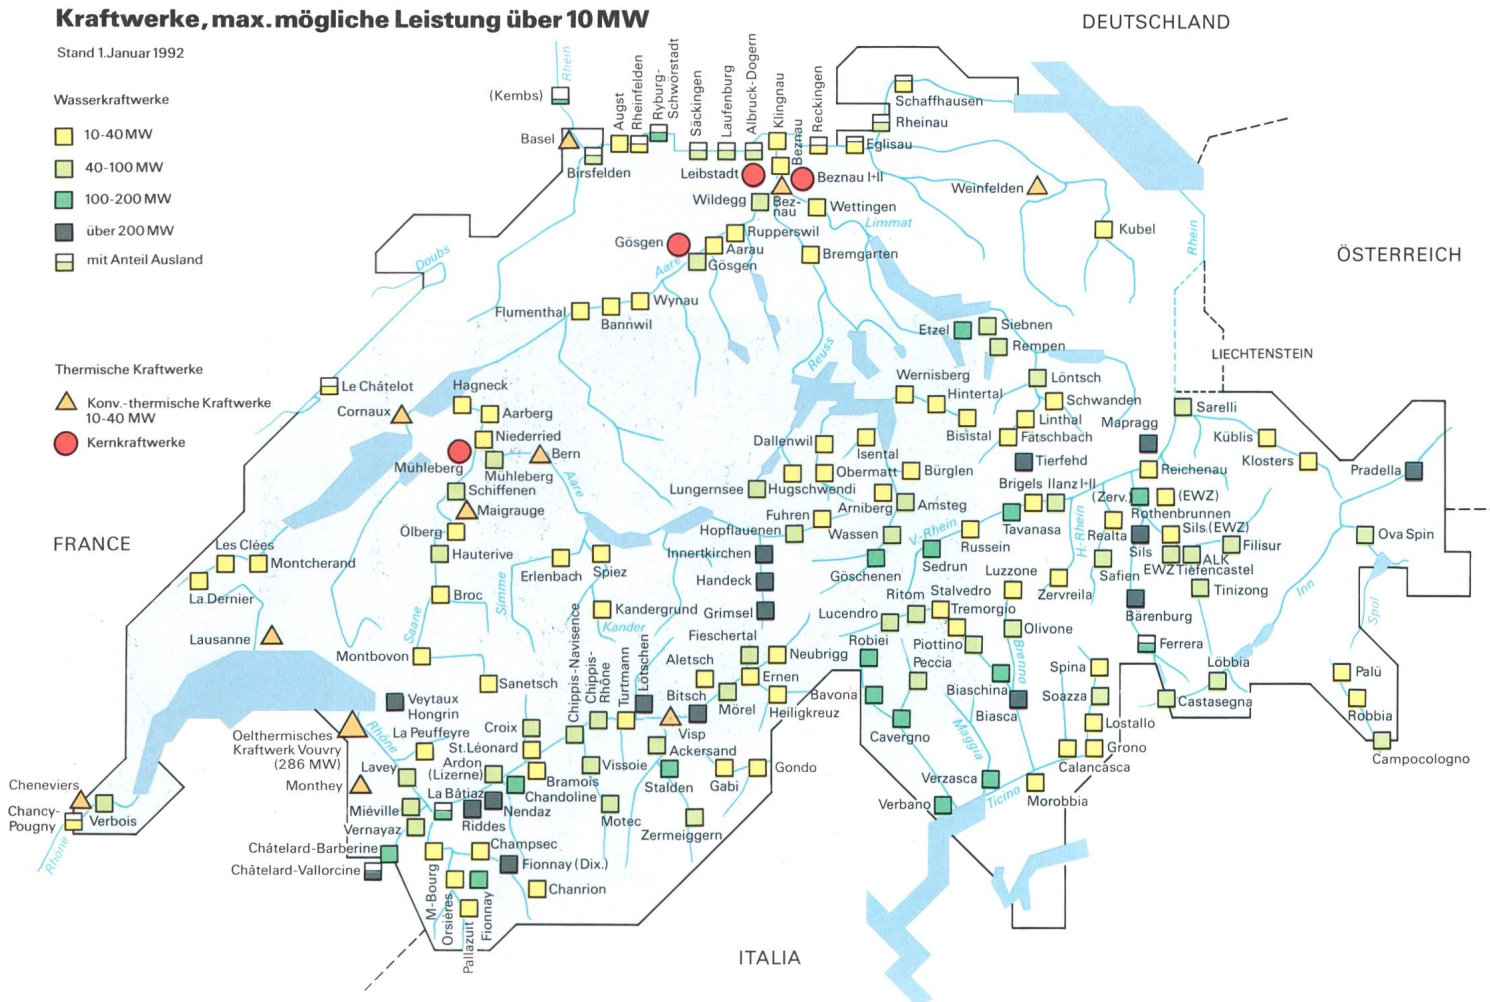 Kraftwerke, max. mögliche Leistung über 10 MW
Stand 1. Januar 1992
Wasserkraftwerke
10-40 MW
40-100 MW
100-200 MW
über 200 MW
mit Anteil Ausland
Thermische Kraftwerke
Konv.-thermische Kraftwerke
10-40 MW
Kernkraftwerke
DEUTSCHLAND
ÖSTERREICH
LIECHTENSTEIN
FRANCE
ITALIA
Rhein
(Kembs)
Basel
Birsfelden
Augst
Rheinfelden
Ryburg-
Schwörstadt
Säckingen
Laufenburg
Albruck-Dogern
Klingnau
Beznau
Reckingen
Schaffhausen
Rheinau
Eglisau
Leibstadt
Beznau I+II
Wildegg
Bez-
nau
Wettingen
Weinfelden
Kubel
Limmat
Rhein
Gösgen
Rupperswil
Aarau
Gösgen
Bremgarten
Aare
Doubs
Flumenthal
Bannwil
Wynau
Reuss
Etzel
Siebnen
Rempen
Le Châtelot
Cornaux
Hagneck
Aarberg
Niederried
Mühleberg
Mühleberg
Bern
Aare
Schiffenen
Maigrauge
Ölberg
Hauterive
Broc
Saane
Simme
Montbovon
Sanetsch
Wernisberg
Hintertal
Bisistal
Löntsch
Schwanden
Linthal
Fätschbach
Tierfehd
Mapragg
Sarelli
Küblis
Klosters
Pradella
Dallenwil
Isental
Obermatt
Bürglen
Lungernsee
Hugschwendi
Arniberg
Amsteg
Fuhren
Hopflauenen
Wassen
Göschenen
Brigels
Ilanz I+II
Tavanasa
Reichenau
(Zerv.)
(EWZ)
Rothenbrunnen
Realta
Sils
Sils (EWZ)
Filisur
ALK
EWZ
Tiefencastel
Tinizong
Ova Spin
Inn
Spol
V.-Rhein
H.-Rhein
Russein
Sedrun
Safien
Zervreila
Bärenburg
Ferrera
Les Clées
Montcherand
La Dernier
Lausanne
Erlenbach
Spiez
Kandergrund
Kander
Innertkirchen
Handeck
Grimsel
Luzzone
Lucendro
Ritom
Stalvedro
Tremorgio
Olivone
Piottino
Robiei
Peccia
Brenno
Biaschina
Biasca
Bavona
Cavergno
Maggia
Verzasca
Verbano
Ticino
Spina
Soazza
Lostallo
Grono
Calancasca
Morobbia
Löbbia
Castasegna
Palü
Robbia
Campocologno
Fieschertal
Neubrigg
Aletsch
Ernen
Bitsch
Mörel
Heiligkreuz
Chippis-Navisence
Chippis-
Rhône
Turtmann
Lötschen
Visp
Ackersand
Stalden
Gabi
Gondo
Zermeiggern
Veytaux
Hongrin
Oelthermisches
Kraftwerk Vouvry
(286 MW)
Rhône
La Peuffeyre
Croix
St. Léonard
Lavey
Ardon
(Lizerne)
Bramois
Vissoie
Motec
Monthey
La Bâtiaz
Chandoline
Nendaz
Riddes
Miéville
Vernayaz
Châtelard-Barberine
Châtelard-Vallorcine
Champsec
Fionnay (Dix.)
Chanrion
M-Bourg
Orsières
Pallazuit
Fionnay
Cheneviers
Chancy-
Pougny
Verbois
Rhone